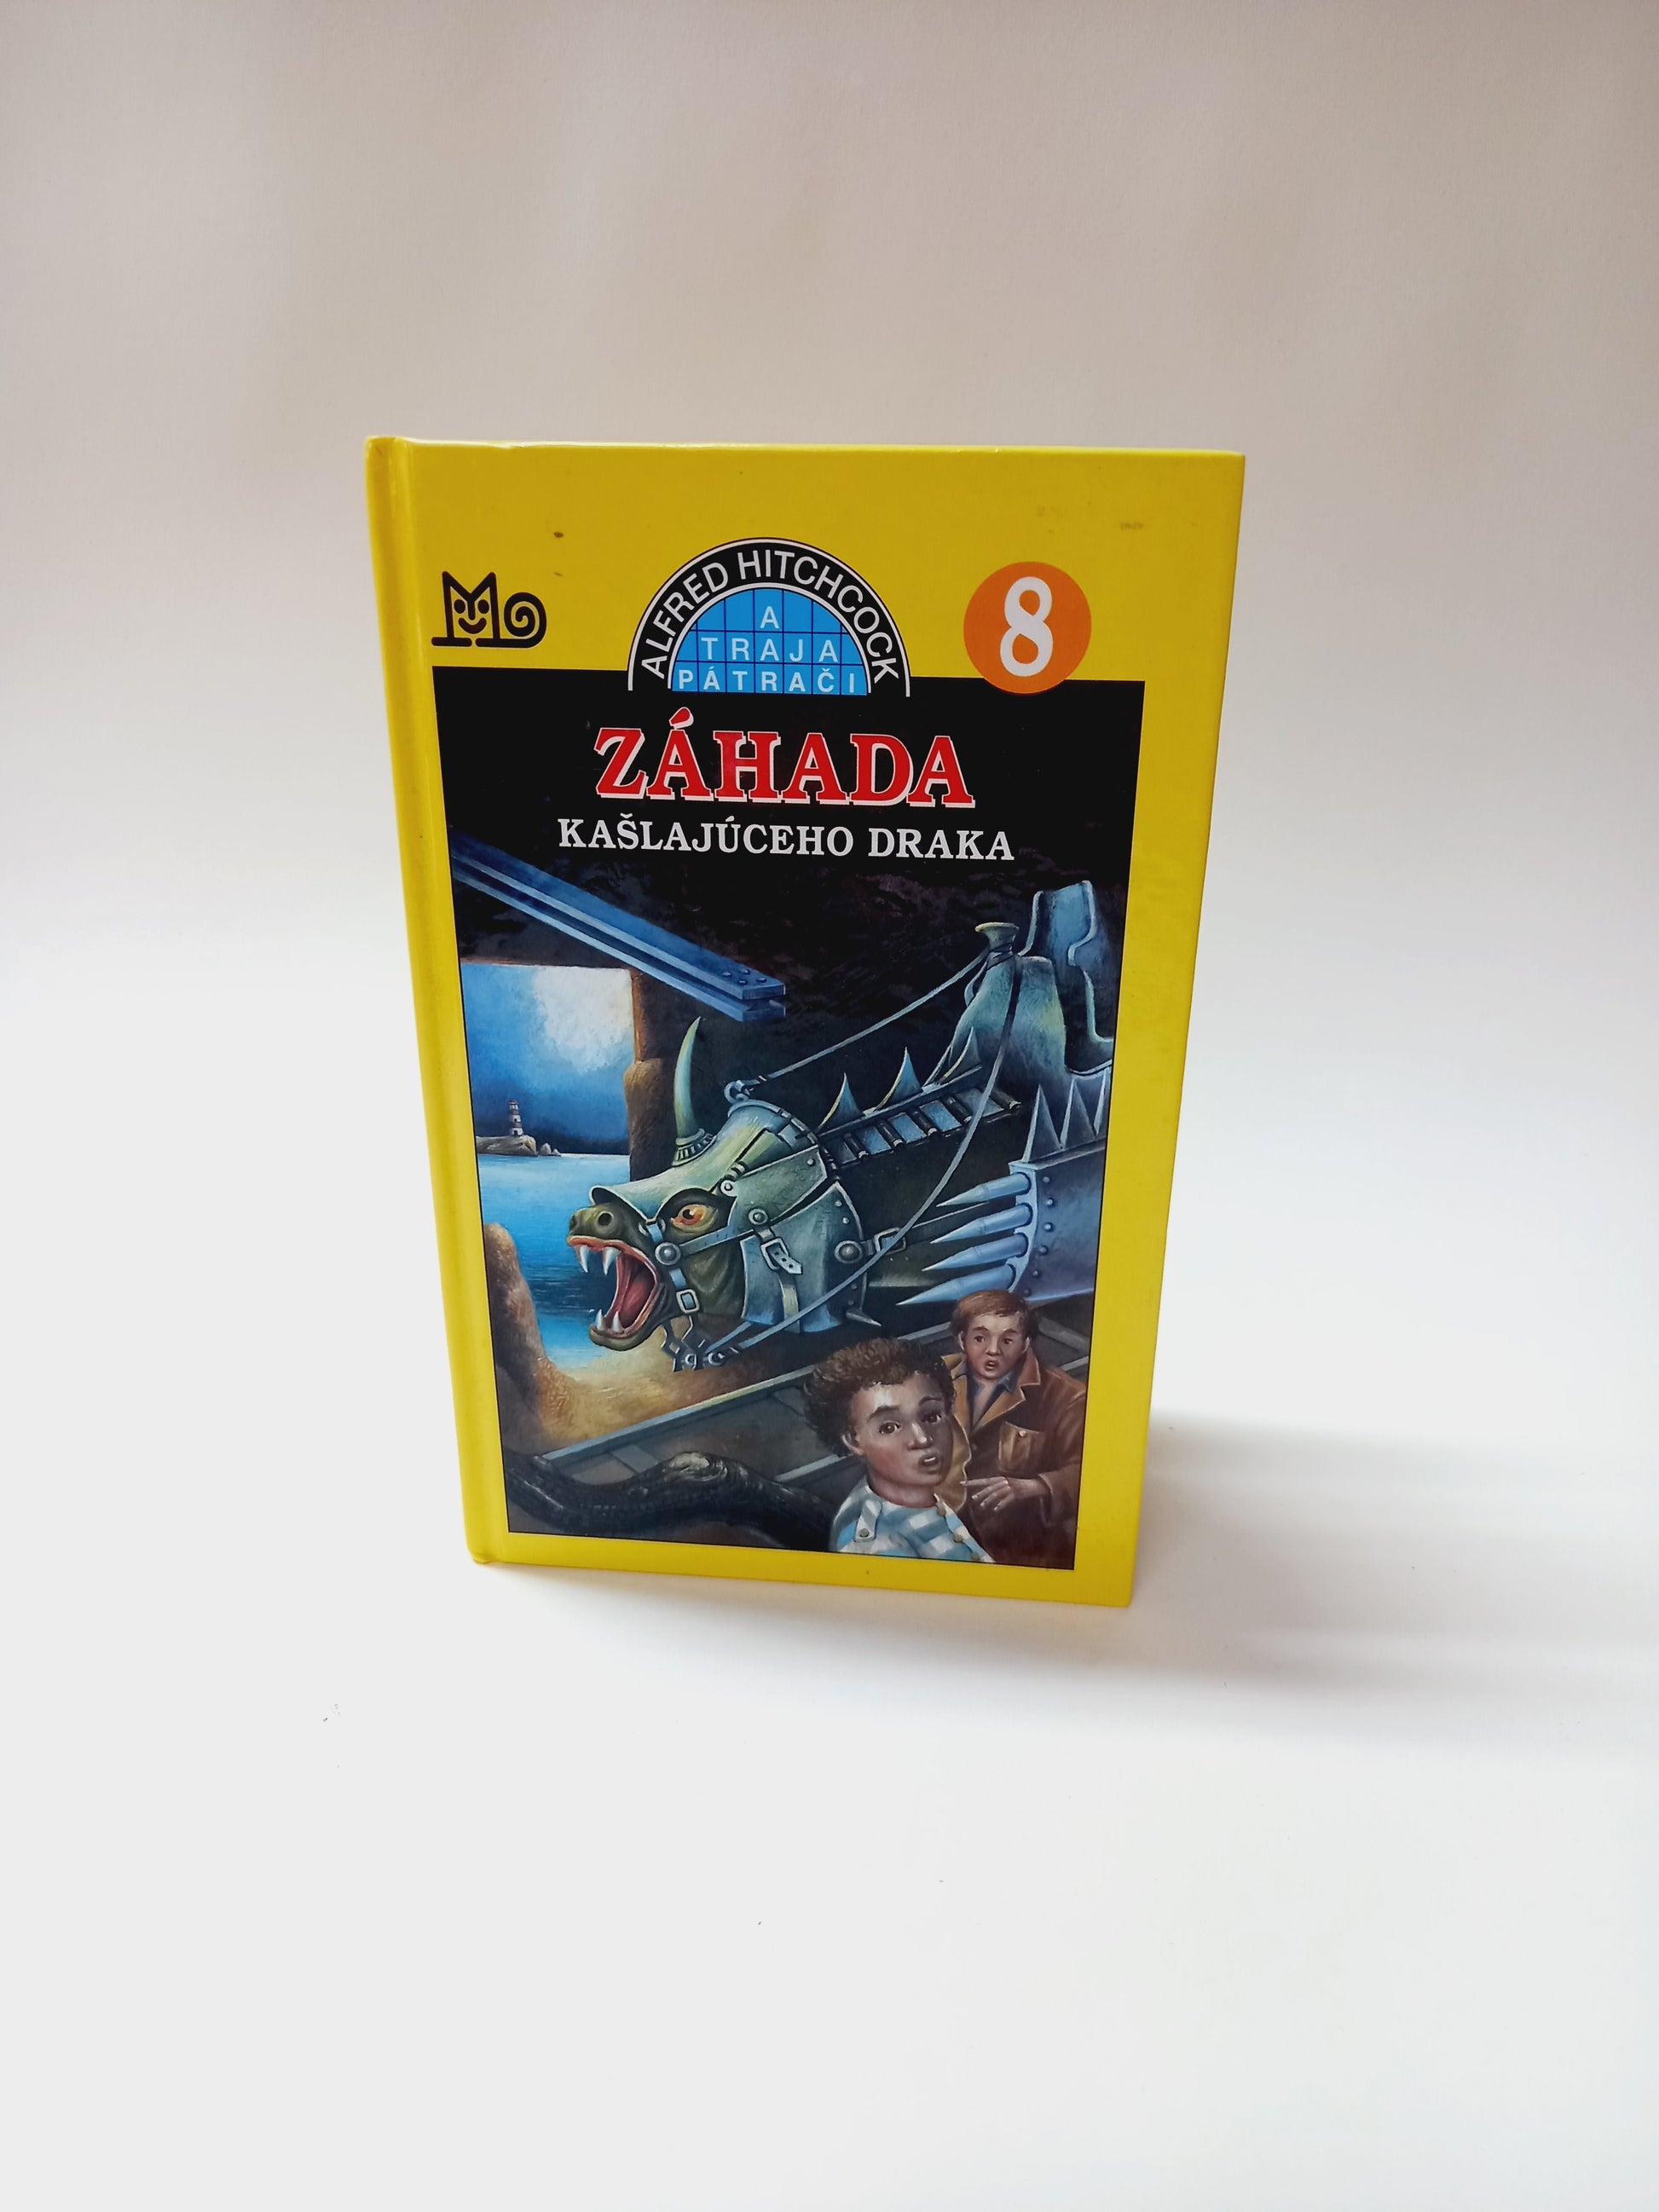 ALFRED HITCHCOCK
A
TRAJA
PÁTRAČI
8
ZÁHADA
KAŠLAJÚCEHO DRAKA